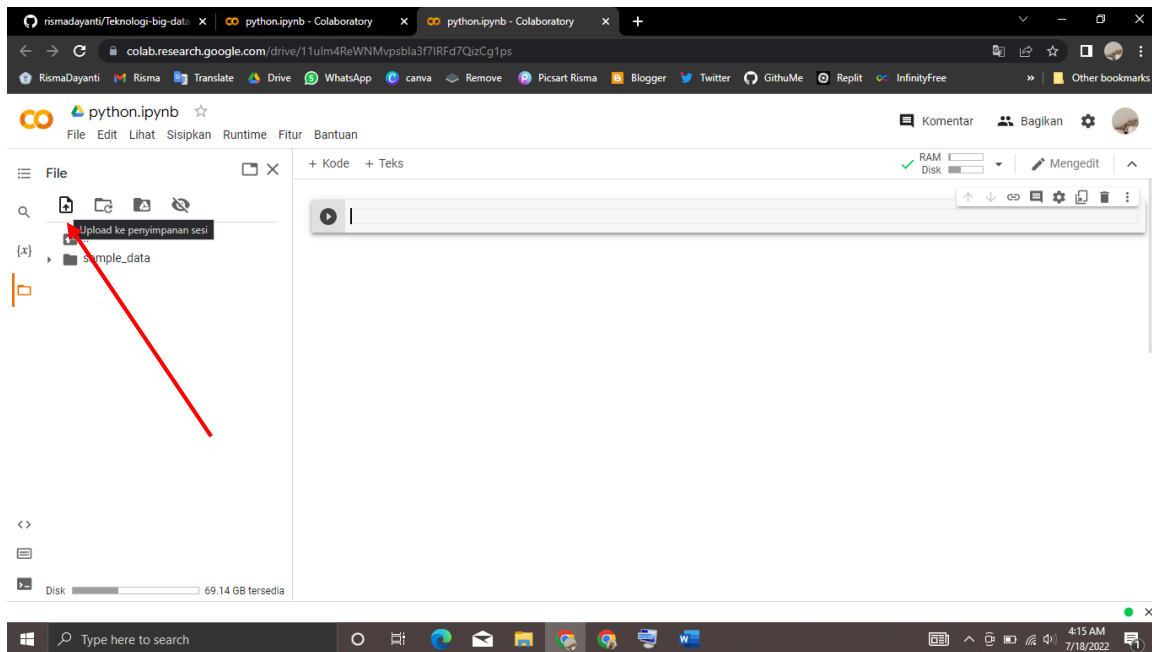 rismadayanti/Teknologi-big-data
python.ipynb - Colaboratory
python.ipynb - Colaboratory
colab.research.google.com/drive/11ulm4ReWNMvpsbla3f7lRFd7QizCg1ps
RismaDayanti Risma Translate Drive WhatsApp canva Remove Picsart Risma Blogger Twitter GithuMe Replit InfinityFree » Other bookmarks
python.ipynb
File Edit Lihat Sisipkan Runtime Fitur Bantuan
Komentar Bagikan
File
+ Kode + Teks
RAM
Disk
Mengedit
Upload ke penyimpanan sesi
..
{x}
sample_data
Disk 69.14 GB tersedia
Type here to search
4:15 AM
7/18/2022
1